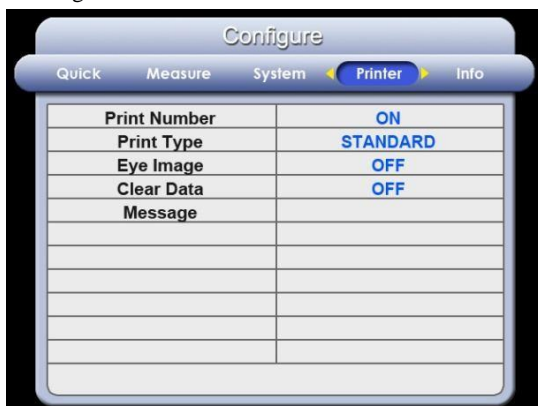 Configure
Quick Measure System Printer Info
Print Number ON
Print Type STANDARD
Eye Image OFF
Clear Data OFF
Message